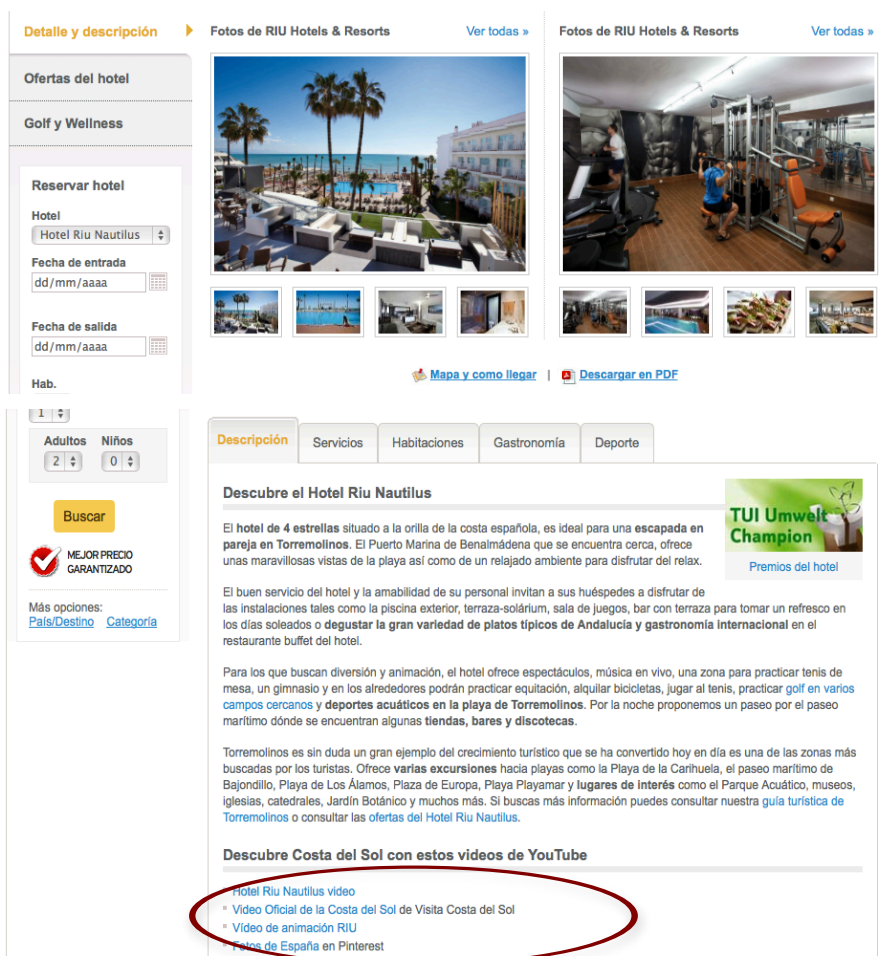 Detalle y descripción
Ofertas del hotel
Golf y Wellness
Reservar hotel
Hotel
Hotel Riu Nautilus
Fecha de entrada
dd/mm/aaaa
Fecha de salida
dd/mm/aaaa
Hab.
1
Adultos Niños
2 0
Buscar
MEJOR PRECIO
GARANTIZADO
Más opciones:
País/Destino Categoría
Fotos de RIU Hotels & Resorts Ver todas »
Fotos de RIU Hotels & Resorts Ver todas »
Mapa y como llegar | Descargar en PDF
Descripción Servicios Habitaciones Gastronomía Deporte
Descubre el Hotel Riu Nautilus
El hotel de 4 estrellas situado a la orilla de la costa española, es ideal para una escapada en
pareja en Torremolinos. El Puerto Marina de Benalmádena que se encuentra cerca, ofrece
unas maravillosas vistas de la playa así como de un relajado ambiente para disfrutar del relax.
TUI Umwelt
Champion
Premios del hotel
El buen servicio del hotel y la amabilidad de su personal invitan a sus huéspedes a disfrutar de
las instalaciones tales como la piscina exterior, terraza-solárium, sala de juegos, bar con terraza para tomar un refresco en
los días soleados o degustar la gran variedad de platos típicos de Andalucía y gastronomía internacional en el
restaurante buffet del hotel.
Para los que buscan diversión y animación, el hotel ofrece espectáculos, música en vivo, una zona para practicar tenis de
mesa, un gimnasio y en los alrededores podrán practicar equitación, alquilar bicicletas, jugar al tenis, practicar golf en varios
campos cercanos y deportes acuáticos en la playa de Torremolinos. Por la noche proponemos un paseo por el paseo
marítimo dónde se encuentran algunas tiendas, bares y discotecas.
Torremolinos es sin duda un gran ejemplo del crecimiento turístico que se ha convertido hoy en día es una de las zonas más
buscadas por los turistas. Ofrece varias excursiones hacia playas como la Playa de la Carihuela, el paseo marítimo de
Bajondillo, Playa de Los Álamos, Plaza de Europa, Playa Playamar y lugares de interés como el Parque Acuático, museos,
iglesias, catedrales, Jardín Botánico y muchos más. Si buscas más información puedes consultar nuestra guía turística de
Torremolinos o consultar las ofertas del Hotel Riu Nautilus.
Descubre Costa del Sol con estos videos de YouTube
Hotel Riu Nautilus video
Video Oficial de la Costa del Sol de Visita Costa del Sol
Vídeo de animación RIU
Fotos de España en Pinterest